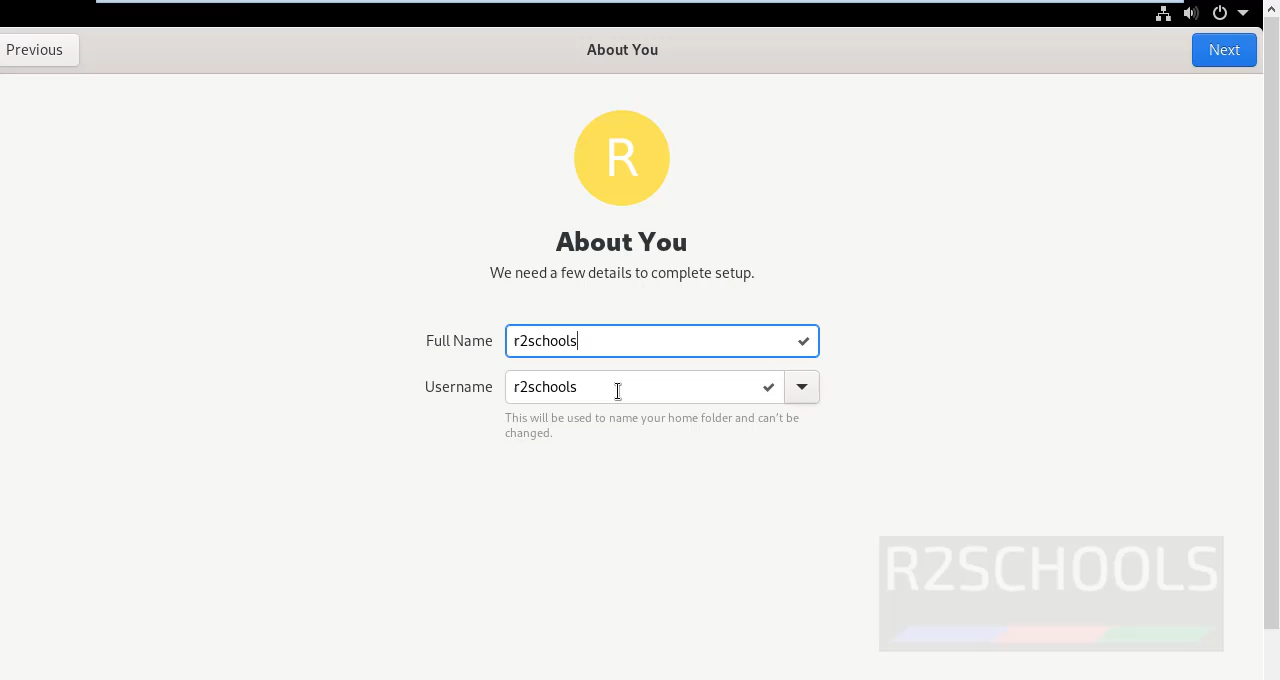 Previous
About You
Next
R
About You
We need a few details to complete setup.
Full Name
r2schools
Username
r2schools
This will be used to name your home folder and can't be
changed.
R2SCHOOLS